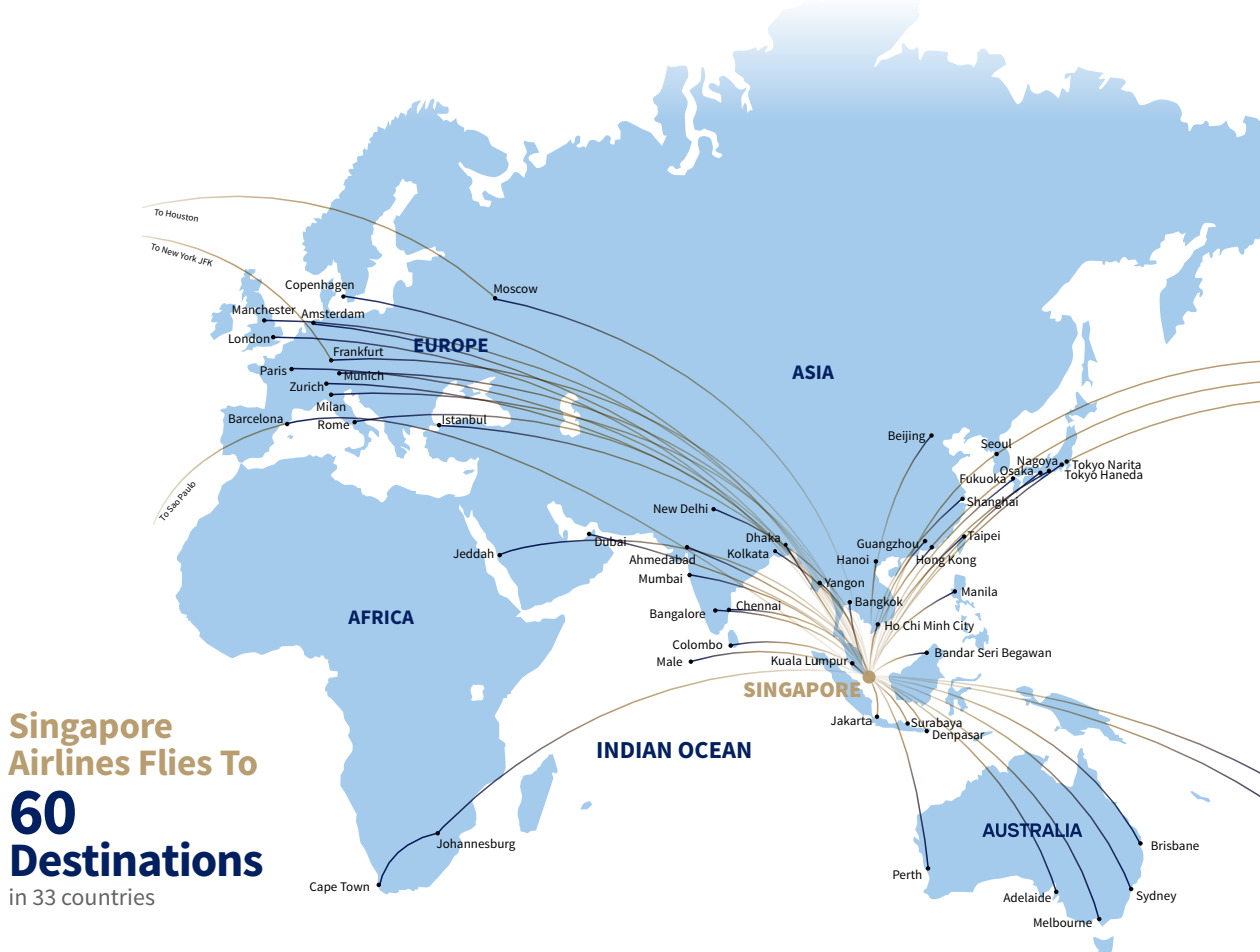 To Houston
To New York JFK
Copenhagen
Moscow
Manchester
Amsterdam
London
EUROPE
Frankfurt
Paris
Munich
Zurich
Milan
Barcelona
Rome
Istanbul
To Sao Paulo
ASIA
Beijing
Seoul
Nagoya
Tokyo Narita
Osaka
Tokyo Haneda
Fukuoka
Shanghai
New Delhi
Dhaka
Taipei
Dubai
Guangzhou
Jeddah
Kolkata
Ahmedabad
Hanoi
Hong Kong
Mumbai
Yangon
Manila
Bangkok
Bangalore
Chennai
AFRICA
Ho Chi Minh City
Colombo
Bandar Seri Begawan
Male
Kuala Lumpur
SINGAPORE
Jakarta
Surabaya
Denpasar
INDIAN OCEAN
AUSTRALIA
Johannesburg
Brisbane
Perth
Cape Town
Adelaide
Sydney
Melbourne
Singapore
Airlines Flies To
60
Destinations
in 33 countries